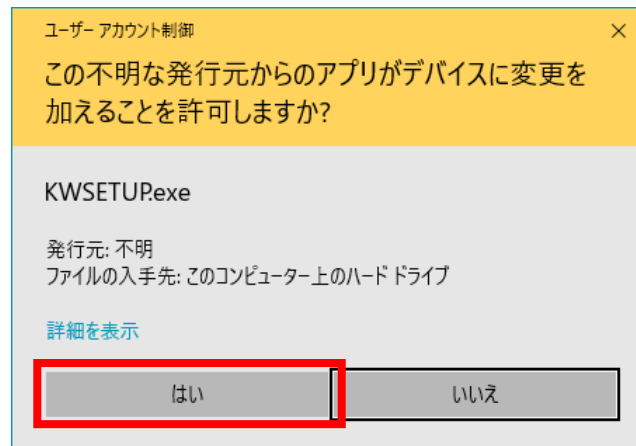 ユーザー アカウント制御
この不明な発行元からのアプリがデバイスに変更を
加えることを許可しますか?
KWSETUP.exe
発行元: 不明
ファイルの入手先: このコンピューター上のハード ドライブ
詳細を表示
はい
いいえ